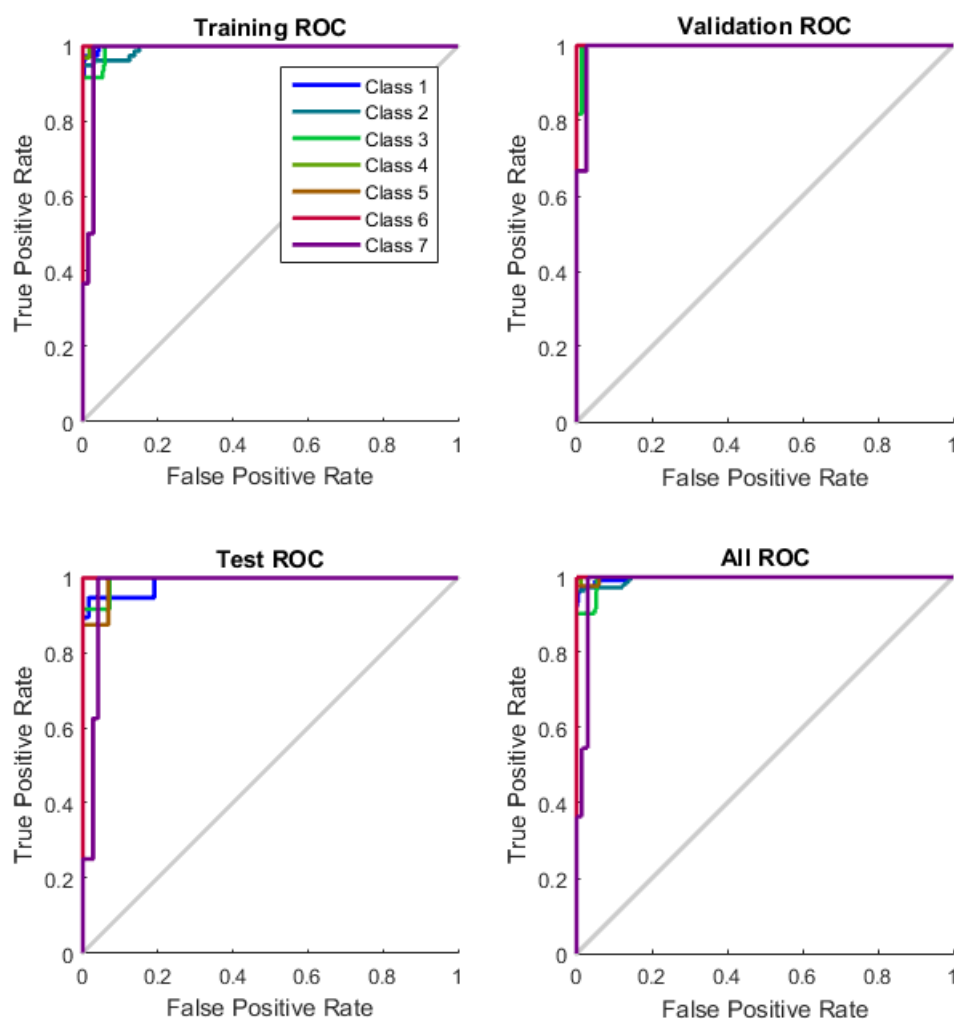 Training ROC
1
0.8
0.6
0.4
0.2
0
True Positive Rate
Class 1
Class 2
Class 3
Class 4
Class 5
Class 6
Class 7
0 0.2 0.4 0.6 0.8 1
False Positive Rate
Validation ROC
1
0.8
0.6
0.4
0.2
0
True Positive Rate
0 0.2 0.4 0.6 0.8 1
False Positive Rate
Test ROC
1
0.8
0.6
0.4
0.2
0
True Positive Rate
0 0.2 0.4 0.6 0.8 1
False Positive Rate
All ROC
1
0.8
0.6
0.4
0.2
0
True Positive Rate
0 0.2 0.4 0.6 0.8 1
False Positive Rate